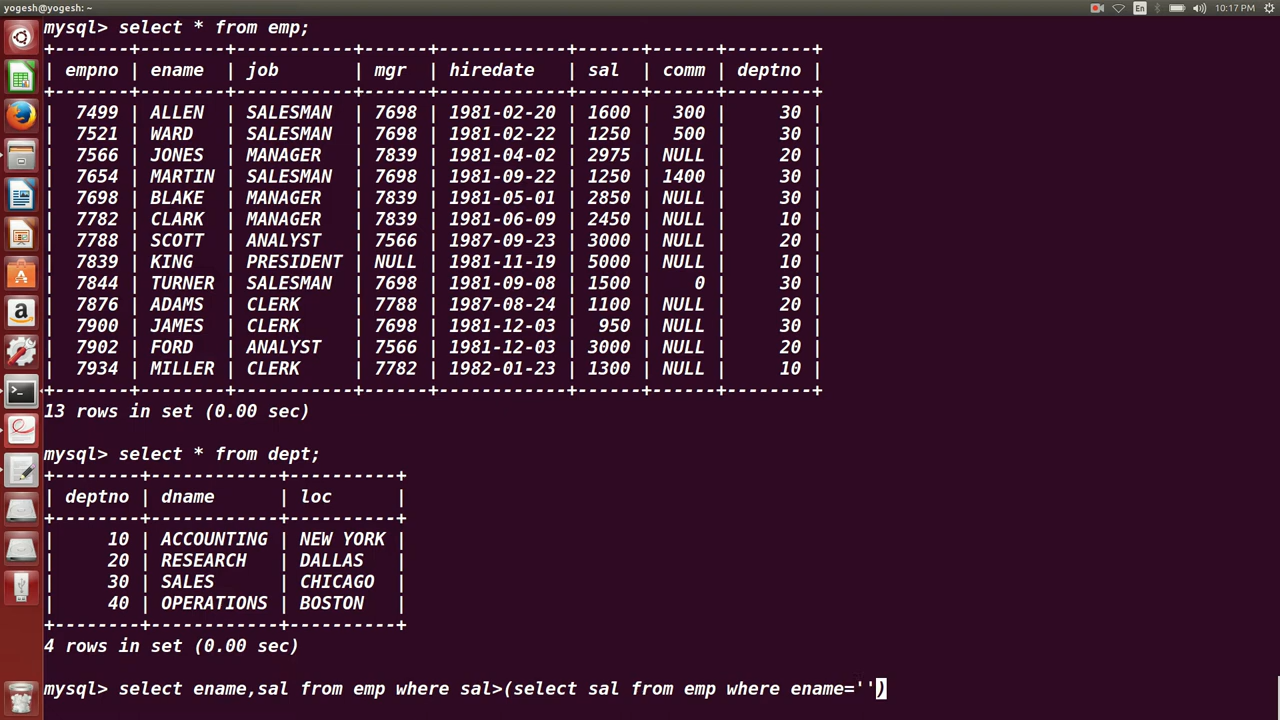 yogesh@yogesh: ~ En 10:17 PM
mysql> select * from emp;
+-------+--------+-----------+------+------------+------+------+--------+
| empno | ename  | job       | mgr  | hiredate   | sal  | comm | deptno |
+-------+--------+-----------+------+------------+------+------+--------+
|  7499 | ALLEN  | SALESMAN  | 7698 | 1981-02-20 | 1600 |  300 |     30 |
|  7521 | WARD   | SALESMAN  | 7698 | 1981-02-22 | 1250 |  500 |     30 |
|  7566 | JONES  | MANAGER   | 7839 | 1981-04-02 | 2975 | NULL |     20 |
|  7654 | MARTIN | SALESMAN  | 7698 | 1981-09-22 | 1250 | 1400 |     30 |
|  7698 | BLAKE  | MANAGER   | 7839 | 1981-05-01 | 2850 | NULL |     30 |
|  7782 | CLARK  | MANAGER   | 7839 | 1981-06-09 | 2450 | NULL |     10 |
|  7788 | SCOTT  | ANALYST   | 7566 | 1987-09-23 | 3000 | NULL |     20 |
|  7839 | KING   | PRESIDENT | NULL | 1981-11-19 | 5000 | NULL |     10 |
|  7844 | TURNER | SALESMAN  | 7698 | 1981-09-08 | 1500 |    0 |     30 |
|  7876 | ADAMS  | CLERK     | 7788 | 1987-08-24 | 1100 | NULL |     20 |
|  7900 | JAMES  | CLERK     | 7698 | 1981-12-03 |  950 | NULL |     30 |
|  7902 | FORD   | ANALYST   | 7566 | 1981-12-03 | 3000 | NULL |     20 |
|  7934 | MILLER | CLERK     | 7782 | 1982-01-23 | 1300 | NULL |     10 |
+-------+--------+-----------+------+------------+------+------+--------+
13 rows in set (0.00 sec)
mysql> select * from dept;
+--------+------------+----------+
| deptno | dname      | loc      |
+--------+------------+----------+
|     10 | ACCOUNTING | NEW YORK |
|     20 | RESEARCH   | DALLAS   |
|     30 | SALES      | CHICAGO  |
|     40 | OPERATIONS | BOSTON   |
+--------+------------+----------+
4 rows in set (0.00 sec)
mysql> select ename,sal from emp where sal>(select sal from emp where ename='')